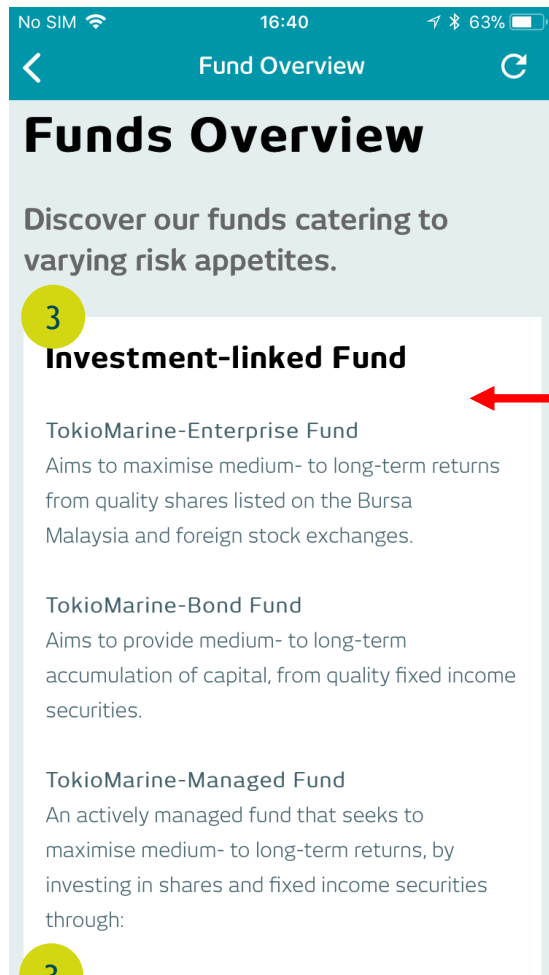 No SIM 16:40 63%
Fund Overview
Funds Overview
Discover our funds catering to
varying risk appetites.
3
Investment-linked Fund
TokioMarine-Enterprise Fund
Aims to maximise medium- to long-term returns
from quality shares listed on the Bursa
Malaysia and foreign stock exchanges.
TokioMarine-Bond Fund
Aims to provide medium- to long-term
accumulation of capital, from quality fixed income
securities.
TokioMarine-Managed Fund
An actively managed fund that seeks to
maximise medium- to long-term returns, by
investing in shares and fixed income securities
through: